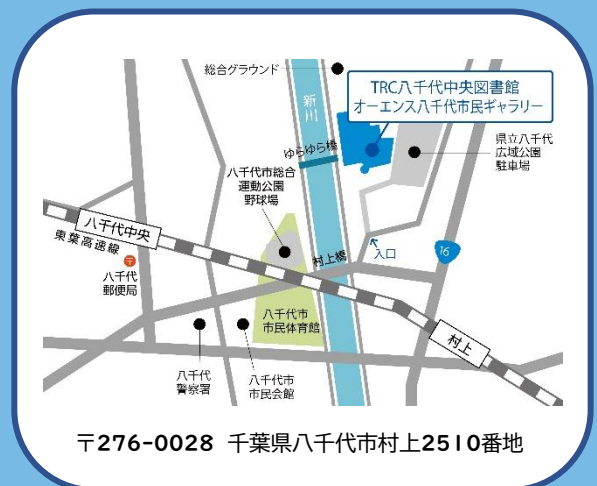 総合グラウンド
新川
TRC八千代中央図書館
オーエンス八千代市民ギャラリー
ゆらゆら橋
県立八千代
広域公園
駐車場
八千代市総合
運動公園
野球場
八千代中央
東葉高速線
〒
八千代
郵便局
村上橋
入口
16
八千代市
市民体育館
村上
八千代
警察署
八千代市
市民会館
〒276-0028 千葉県八千代市村上2510番地